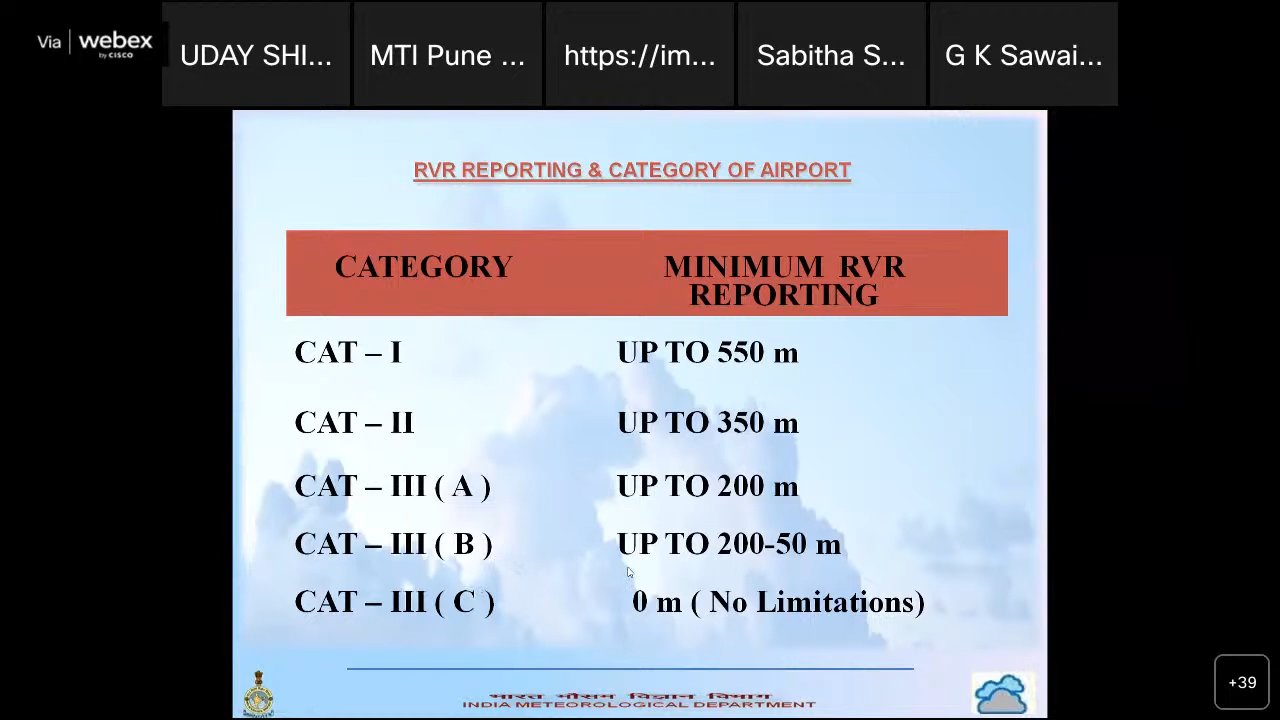 Via webex
by CISCO
UDAY SHI...
MTI Pune ...
https://im...
Sabitha S...
G K Sawai...
RVR REPORTING & CATEGORY OF AIRPORT
CATEGORY MINIMUM RVR
REPORTING
CAT – I UP TO 550 m
CAT – II UP TO 350 m
CAT – III ( A ) UP TO 200 m
CAT – III ( B ) UP TO 200-50 m
CAT – III ( C ) 0 m ( No Limitations)
भारत मौसम विज्ञान विभाग
INDIA METEOROLOGICAL DEPARTMENT
+39